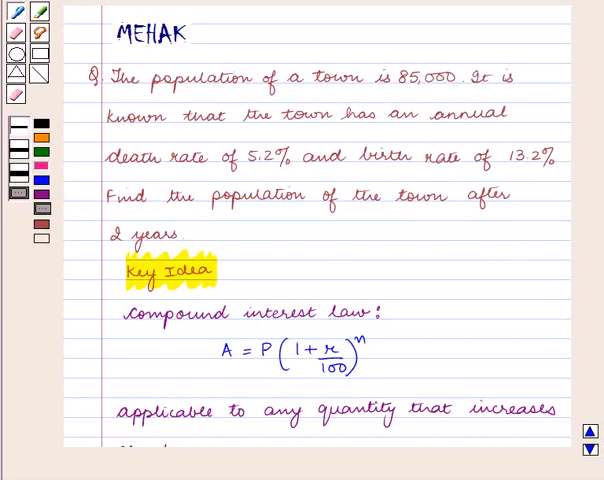 MEHAK
Q. The population of a town is 85,000. It is
known that the town has an annual
death rate of 5.2% and birth rate of 13.2%
Find the population of the town after
2 years.
Key Idea
Compound interest law:
A = P(1+r/100)^n
applicable to any quantity that increases